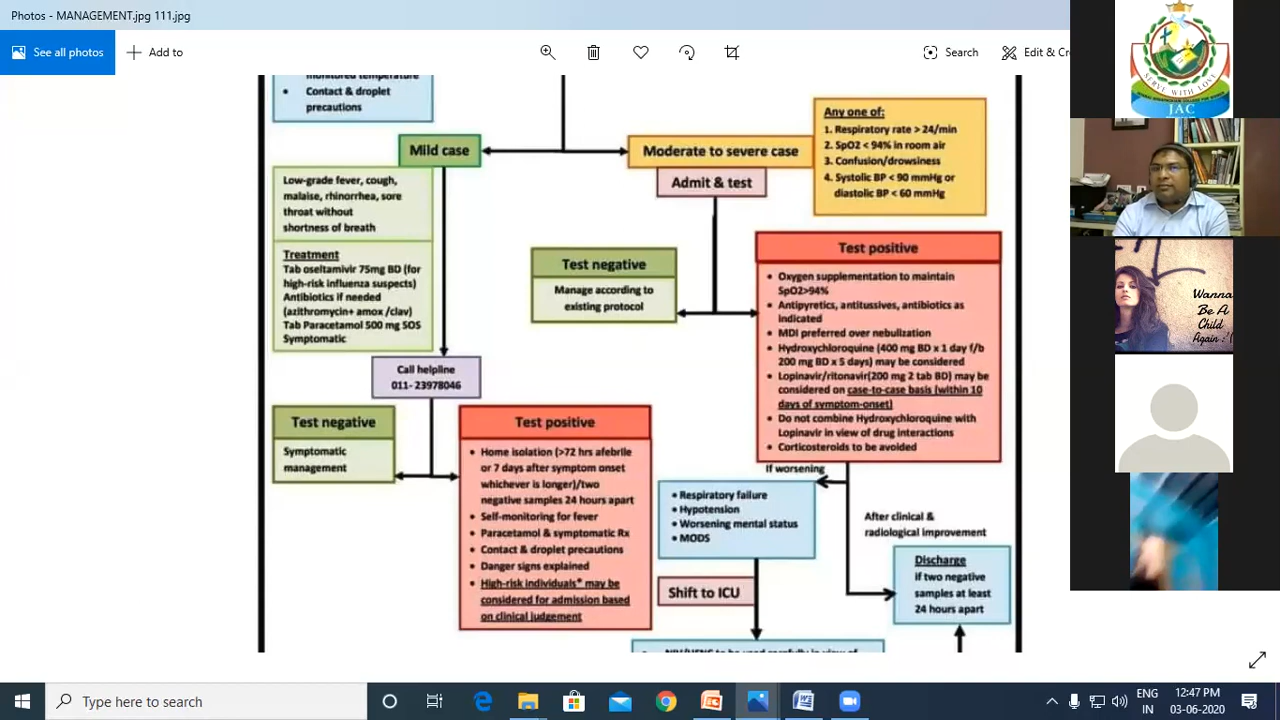 Photos - MANAGEMENT.jpg 111.jpg
See all photos
Add to
Search
Edit & Cr
monitored temperature
• Contact & droplet
precautions
Mild case
Moderate to severe case
Admit & test
Any one of:
1. Respiratory rate > 24/min
2. SpO2 < 94% in room air
3. Confusion/drowsiness
4. Systolic BP < 90 mmHg or
diastolic BP < 60 mmHg
Low-grade fever, cough,
malaise, rhinorrhea, sore
throat without
shortness of breath
Treatment
Tab oseltamivir 75mg BD (for
high-risk influenza suspects)
Antibiotics if needed
(azithromycin+ amox /clav)
Tab Paracetamol 500 mg SOS
Symptomatic
Test negative
Manage according to
existing protocol
Test positive
• Oxygen supplementation to maintain
SpO2>94%
• Antipyretics, antitussives, antibiotics as
indicated
• MDI preferred over nebulization
• Hydroxychloroquine (400 mg BD x 1 day f/b
200 mg BD x 5 days) may be considered
• Lopinavir/ritonavir(200 mg 2 tab BD) may be
considered on case-to-case basis (within 10
days of symptom-onset)
• Do not combine Hydroxychloroquine with
Lopinavir in view of drug interactions
• Corticosteroids to be avoided
Call helpline
011- 23978046
Test negative
Symptomatic
management
Test positive
• Home isolation (>72 hrs afebrile
or 7 days after symptom onset
whichever is longer)/two
negative samples 24 hours apart
• Self-monitoring for fever
• Paracetamol & symptomatic Rx
• Contact & droplet precautions
• Danger signs explained
• High-risk individuals* may be
considered for admission based
on clinical judgement
If worsening
• Respiratory failure
• Hypotension
• Worsening mental status
• MODS
After clinical &
radiological improvement
Discharge
if two negative
samples at least
24 hours apart
Shift to ICU
SERVE WITH LOVE
JAC
Wanna
Be A
Child
Again :'(
Type here to search
ENG
IN
12:47 PM
03-06-2020